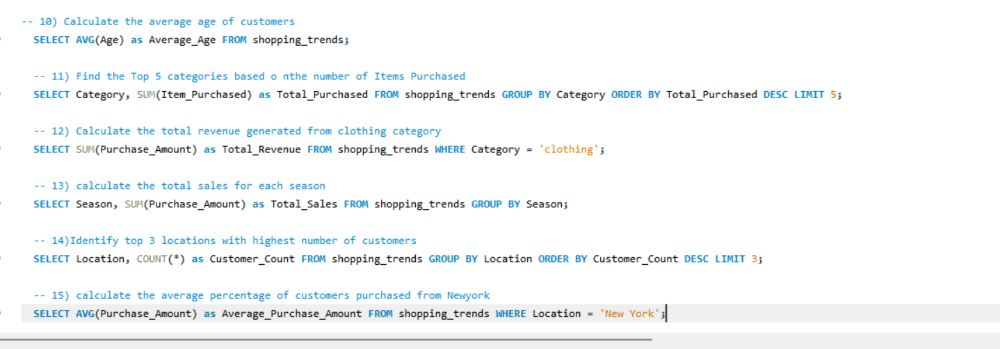 -- 10) Calculate the average age of customers
SELECT AVG(Age) as Average_Age FROM shopping_trends;
-- 11) Find the Top 5 categories based o nthe number of Items Purchased
SELECT Category, SUM(Item_Purchased) as Total_Purchased FROM shopping_trends GROUP BY Category ORDER BY Total_Purchased DESC LIMIT 5;
-- 12) Calculate the total revenue generated from clothing category
SELECT SUM(Purchase_Amount) as Total_Revenue FROM shopping_trends WHERE Category = 'clothing';
-- 13) calculate the total sales for each season
SELECT Season, SUM(Purchase_Amount) as Total_Sales FROM shopping_trends GROUP BY Season;
-- 14)Identify top 3 locations with highest number of customers
SELECT Location, COUNT(*) as Customer_Count FROM shopping_trends GROUP BY Location ORDER BY Customer_Count DESC LIMIT 3;
-- 15) calculate the average percentage of customers purchased from Newyork
SELECT AVG(Purchase_Amount) as Average_Purchase_Amount FROM shopping_trends WHERE Location = 'New York';